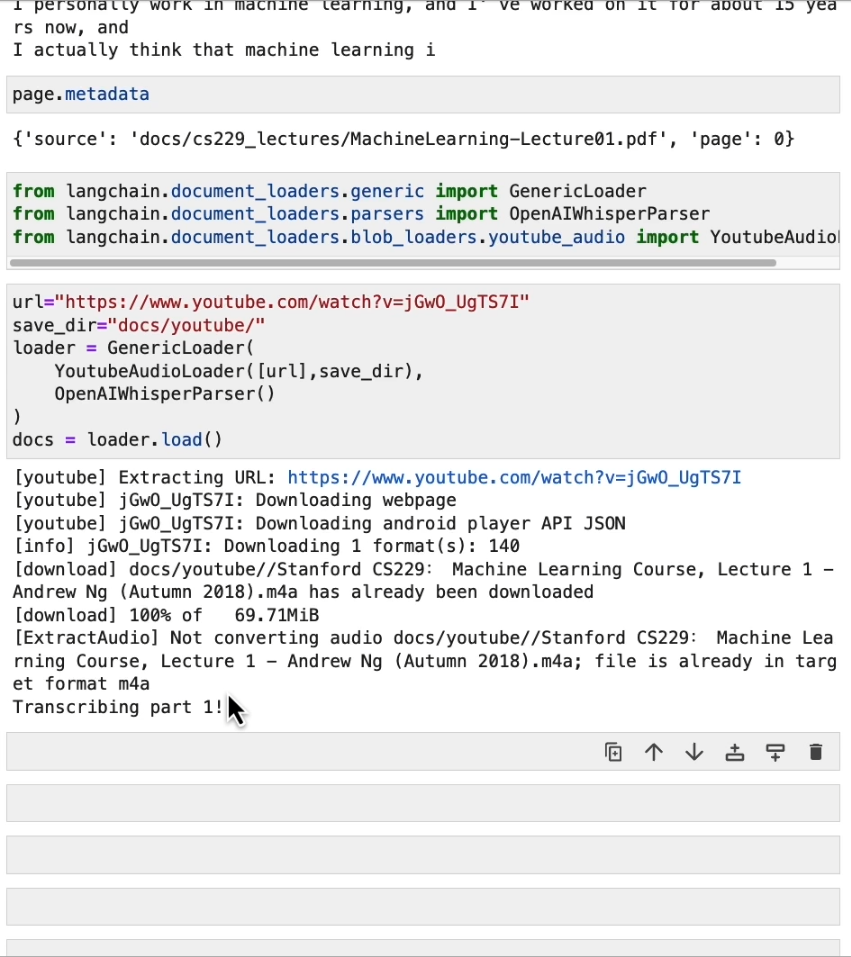 I personally work in machine learning, and I' ve worked on it for about 15 yea
rs now, and
I actually think that machine learning i
page.metadata
{'source': 'docs/cs229_lectures/MachineLearning-Lecture01.pdf', 'page': 0}
from langchain.document_loaders.generic import GenericLoader
from langchain.document_loaders.parsers import OpenAIWhisperParser
from langchain.document_loaders.blob_loaders.youtube_audio import YoutubeAudio
url="https://www.youtube.com/watch?v=jGwO_UgTS7I"
save_dir="docs/youtube/"
loader = GenericLoader(
    YoutubeAudioLoader([url],save_dir),
    OpenAIWhisperParser()
)
docs = loader.load()
[youtube] Extracting URL: https://www.youtube.com/watch?v=jGwO_UgTS7I
[youtube] jGwO_UgTS7I: Downloading webpage
[youtube] jGwO_UgTS7I: Downloading android player API JSON
[info] jGwO_UgTS7I: Downloading 1 format(s): 140
[download] docs/youtube//Stanford CS229： Machine Learning Course, Lecture 1 -
Andrew Ng (Autumn 2018).m4a has already been downloaded
[download] 100% of   69.71MiB
[ExtractAudio] Not converting audio docs/youtube//Stanford CS229： Machine Lea
rning Course, Lecture 1 - Andrew Ng (Autumn 2018).m4a; file is already in targ
et format m4a
Transcribing part 1!